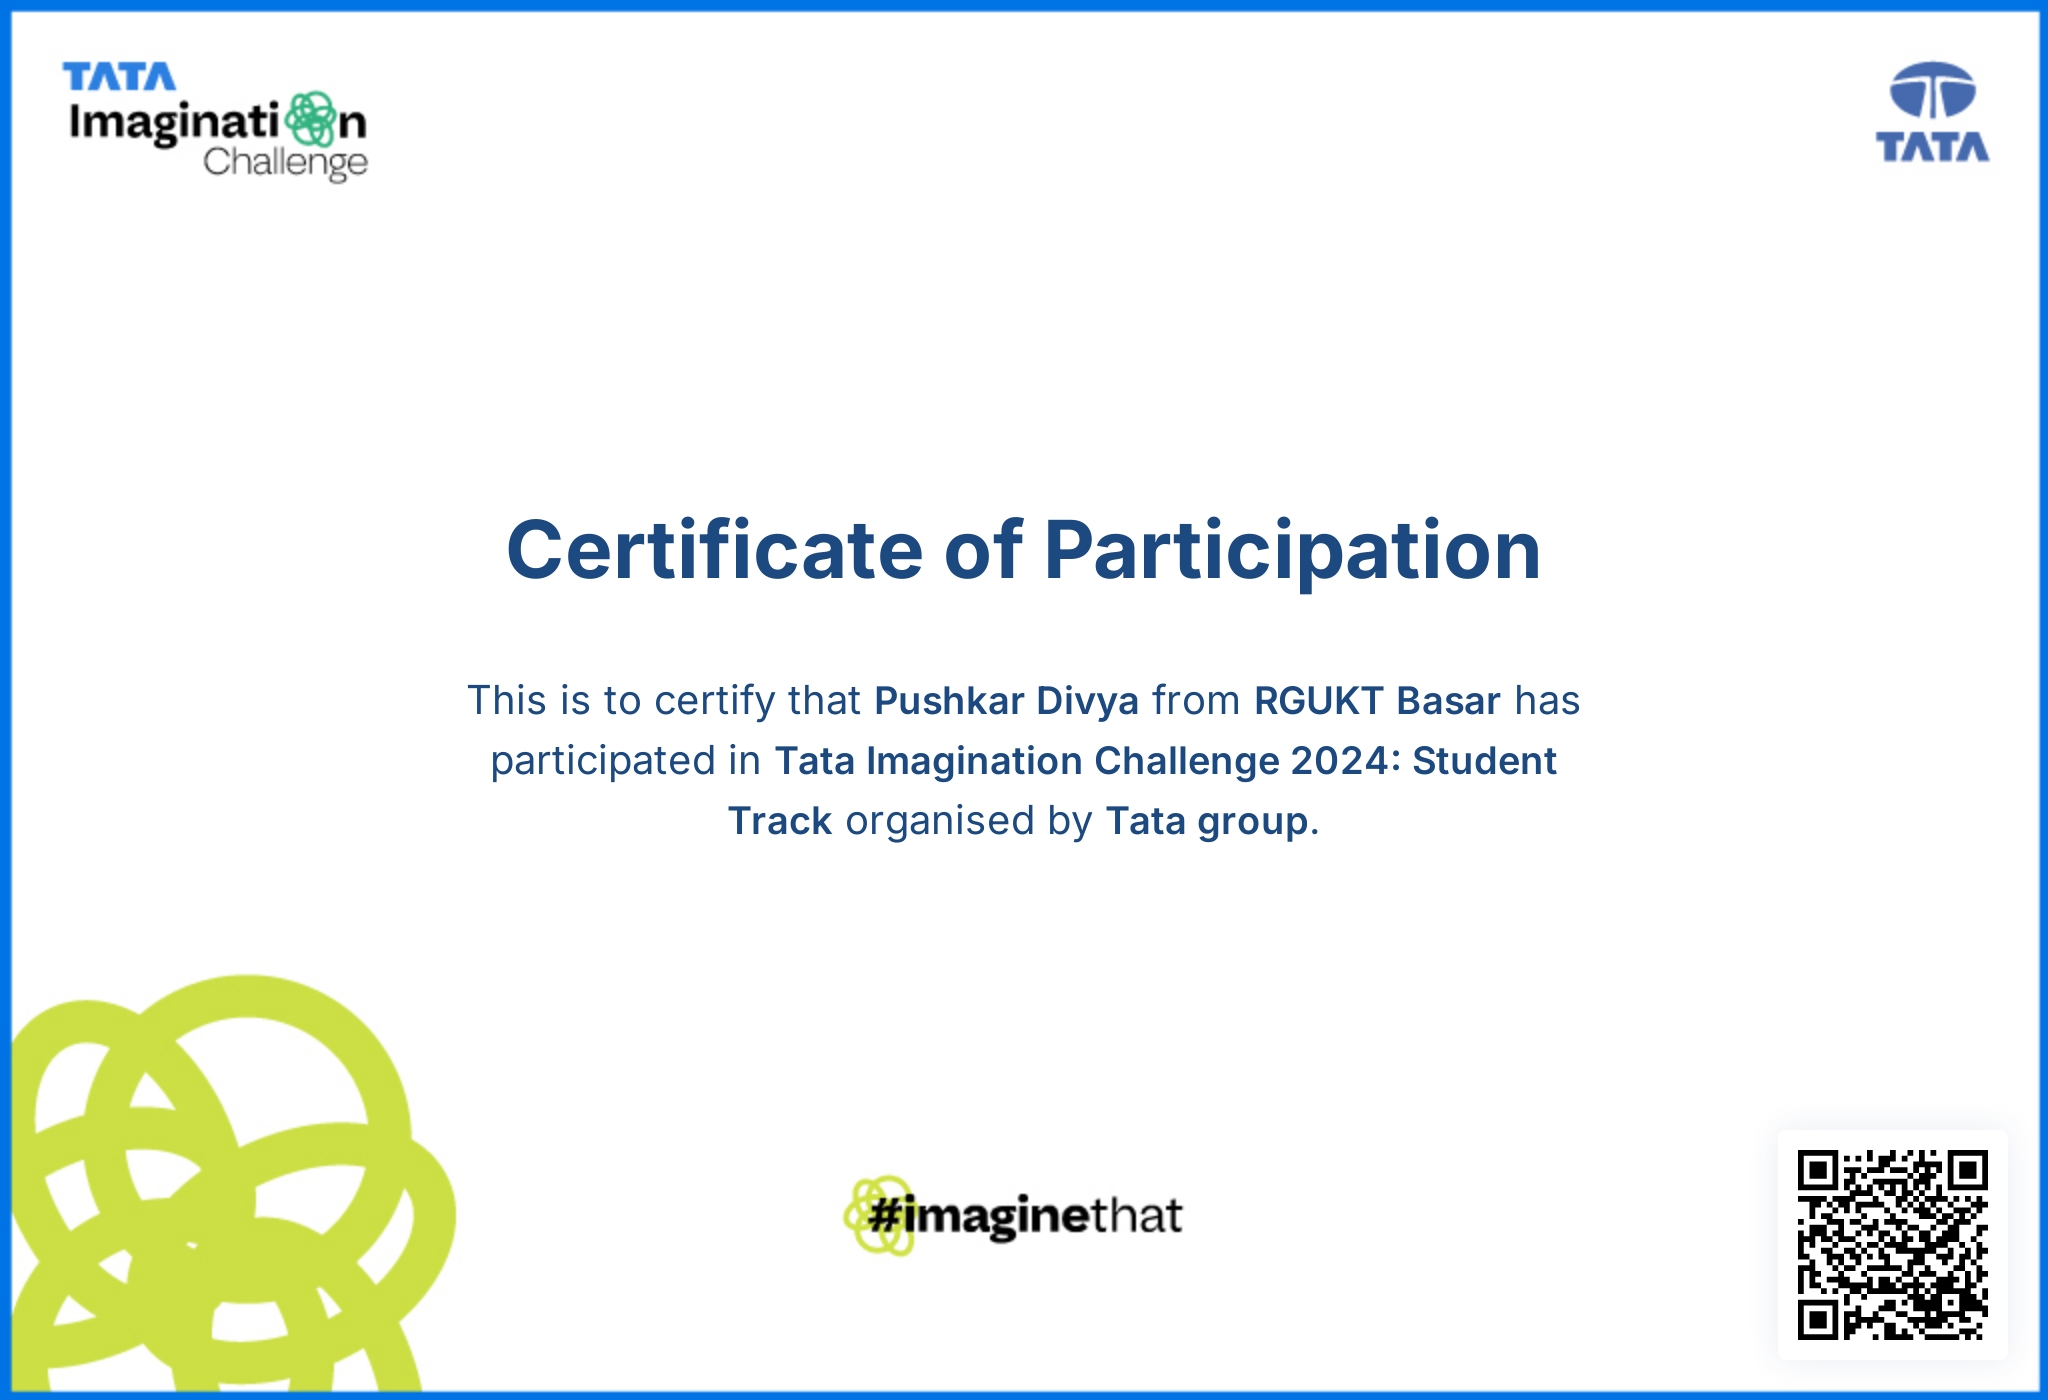 TATA
Imagination
Challenge
TATA
Certificate of Participation
This is to certify that Pushkar Divya from RGUKT Basar has
participated in Tata Imagination Challenge 2024: Student
Track organised by Tata group.
#imaginethat